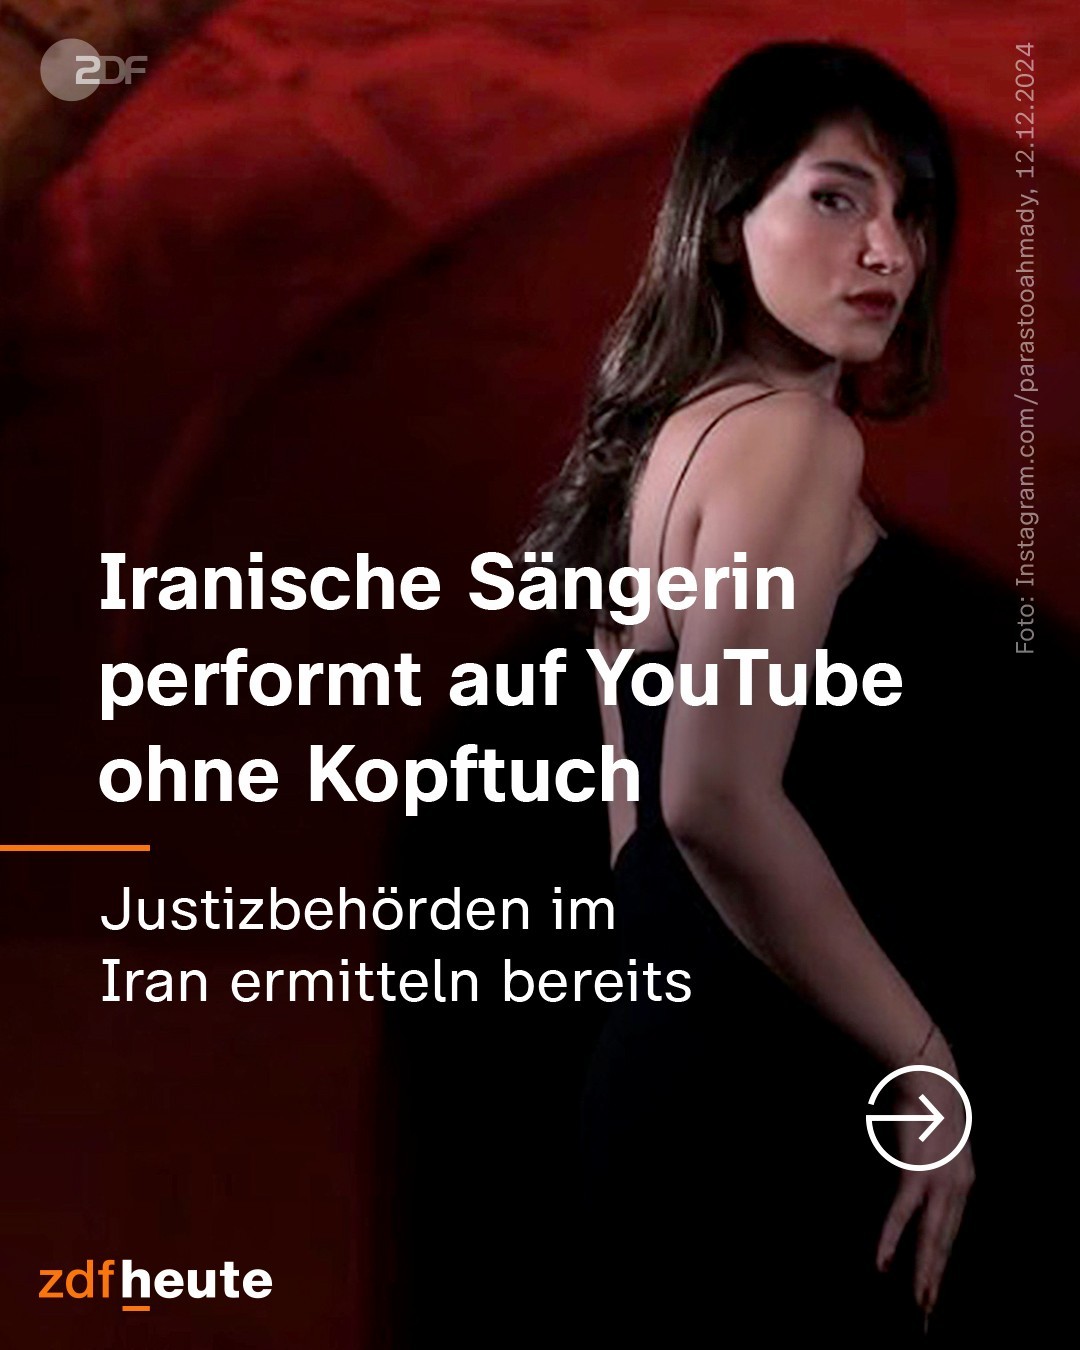 ZDF
Foto: Instagram.com/parastooahmady, 12.12.2024
Iranische Sängerin
performt auf YouTube
ohne Kopftuch
Justizbehörden im
Iran ermitteln bereits
zdfheute